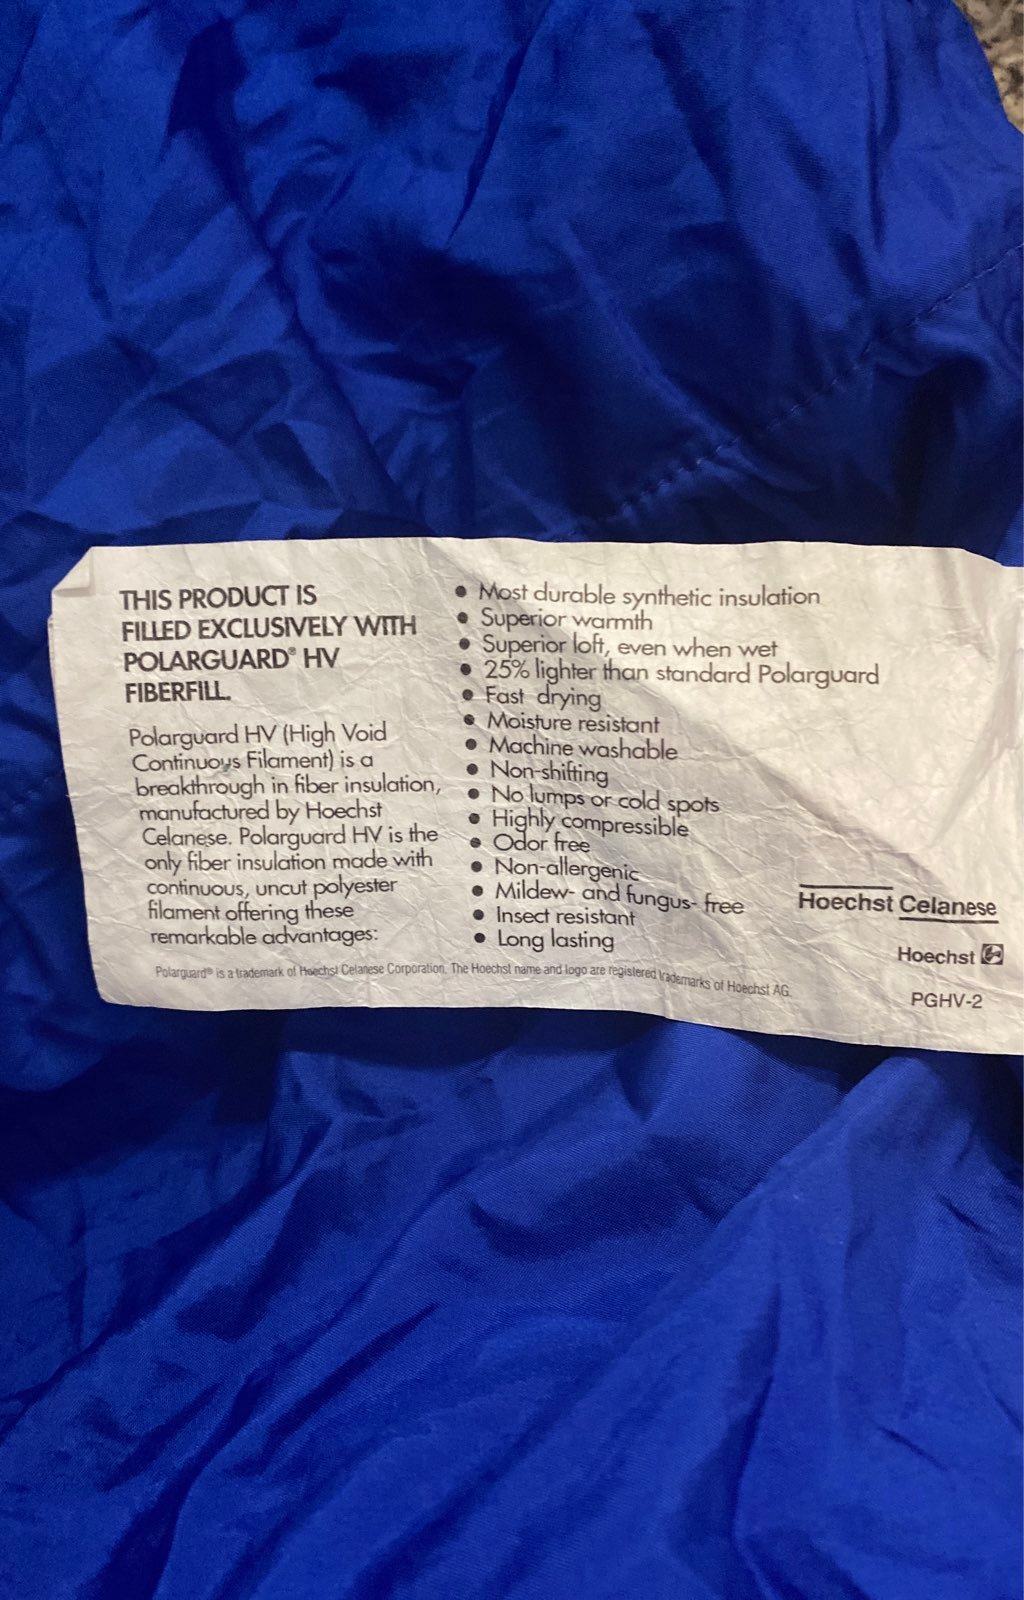 THIS PRODUCT IS
FILLED EXCLUSIVELY WITH
POLARGUARD® HV
FIBERFILL.
Polarguard HV (High Void
Continuous Filament) is a
breakthrough in fiber insulation,
manufactured by Hoechst
Celanese. Polarguard HV is the
only fiber insulation made with
continuous, uncut polyester
filament offering these
remarkable advantages:
• Most durable synthetic insulation
• Superior warmth
• Superior loft, even when wet
• 25% lighter than standard Polarguard
• Fast drying
• Moisture resistant
• Machine washable
• Non-shifting
• No lumps or cold spots
• Highly compressible
• Odor free
• Non-allergenic
• Mildew- and fungus- free
• Insect resistant
• Long lasting
Hoechst Celanese
Hoechst
PGHV-2
Polarguard® is a trademark of Hoechst Celanese Corporation. The Hoechst name and logo are registered trademarks of Hoechst AG.